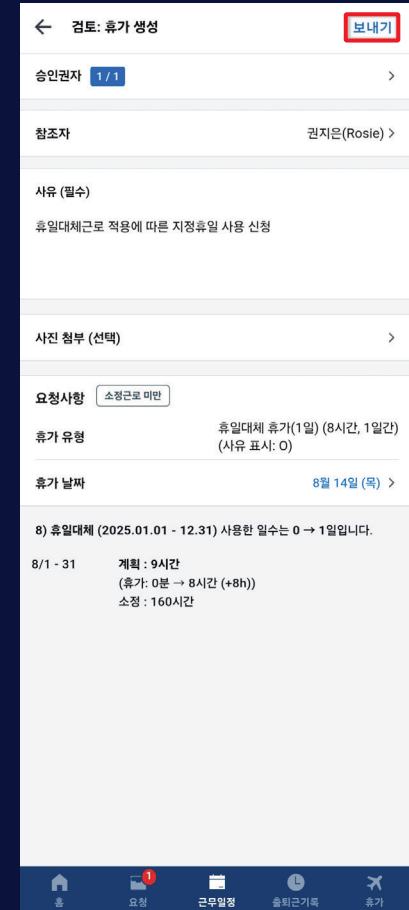 ← 검토: 휴가 생성 보내기
승인권자 1 / 1 >
참조자 권지은(Rosie) >
사유 (필수)
휴일대체근로 적용에 따른 지정휴일 사용 신청
사진 첨부 (선택) >
요청사항 소정근로 미만
휴가 유형 휴일대체 휴가(1일) (8시간, 1일간)
(사유 표시: O)
휴가 날짜 8월 14일 (목) >
8) 휴일대체 (2025.01.01 - 12.31) 사용한 일수는 0 → 1일입니다.
8/1 - 31 계획 : 9시간
(휴가: 0분 → 8시간 (+8h))
소정 : 160시간
1
홈 요청 근무일정 출퇴근기록 휴가